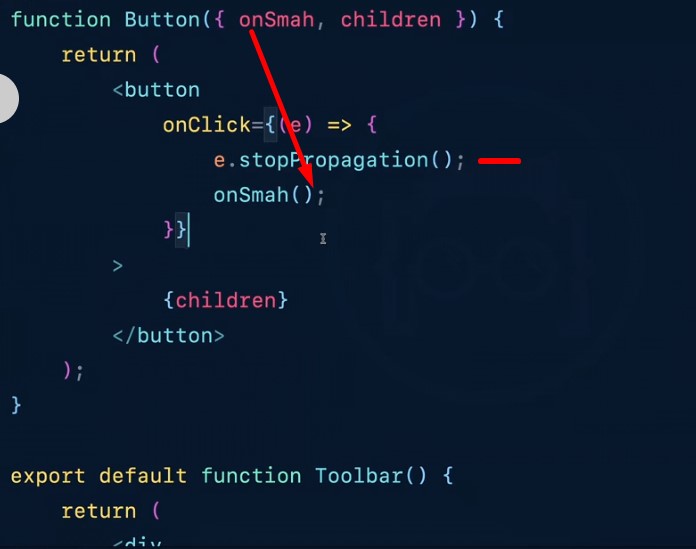 function Button({ onSmah, children }) {
return (
<button
onClick={(e) => {
e.stopPropagation();
onSmah();
}}
>
{children}
</button>
);
}
export default function Toolbar() {
return (
<div